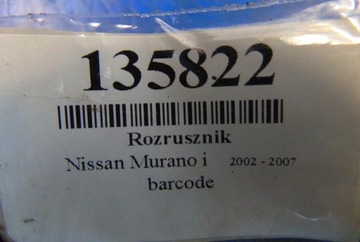 135822
Rozrusznik
Nissan Murano i 2002 - 2007
barcode